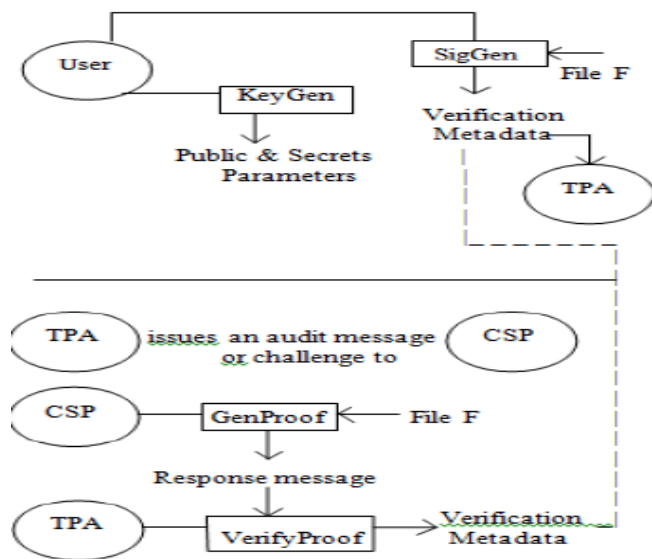 User
SigGen
File F
KeyGen
Verification
Metadata
Public & Secrets
Parameters
TPA
TPA
issues an audit message
or challenge to
CSP
CSP
GenProof
File F
Response message
TPA
VerifyProof
Verification
Metadata